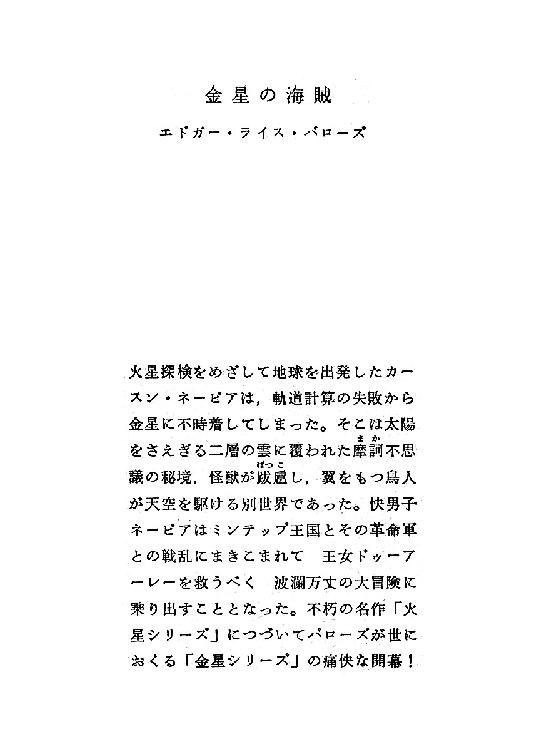 金星の海賊
エドガー・ライス・バローズ
火星探検をめざして地球を出発したカー
スン・ネーピアは，軌道計算の失敗から
金星に不時着してしまった。そこは太陽
をさえぎる二層の雲に覆われた摩訶不思
議の秘境，怪獣が跋扈し，翼をもつ鳥人
が天空を駆ける別世界であった。快男子
ネーピアはミンテップ王国とその革命軍
との戦乱にまきこまれて　王女ドゥーア
ーレーを救うべく　波瀾万丈の大冒険に
乗り出すこととなった。不朽の名作「火
星シリーズ」につづいてバローズが世に
おくる「金星シリーズ」の痛快な開幕！